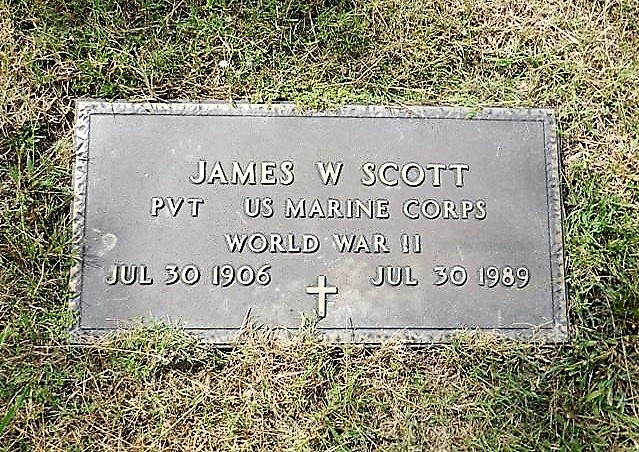 JAMES W SCOTT
PVT US MARINE CORPS
WORLD WAR II
JUL 30 1906 JUL 30 1989